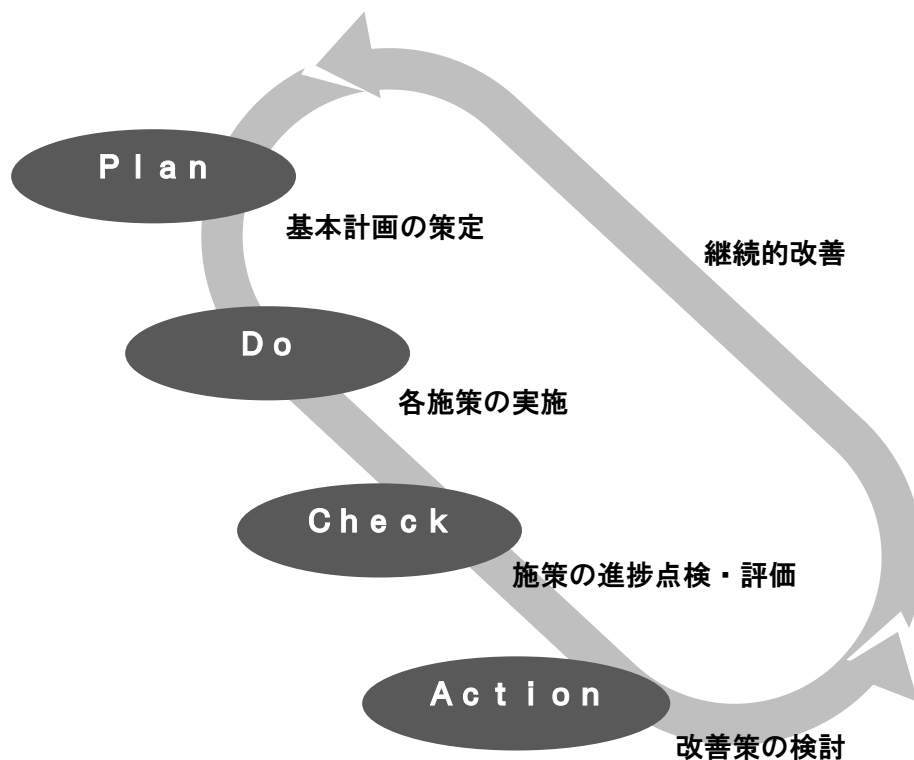 Plan
基本計画の策定
継続的改善
Do
各施策の実施
Check
施策の進捗点検・評価
Action
改善策の検討